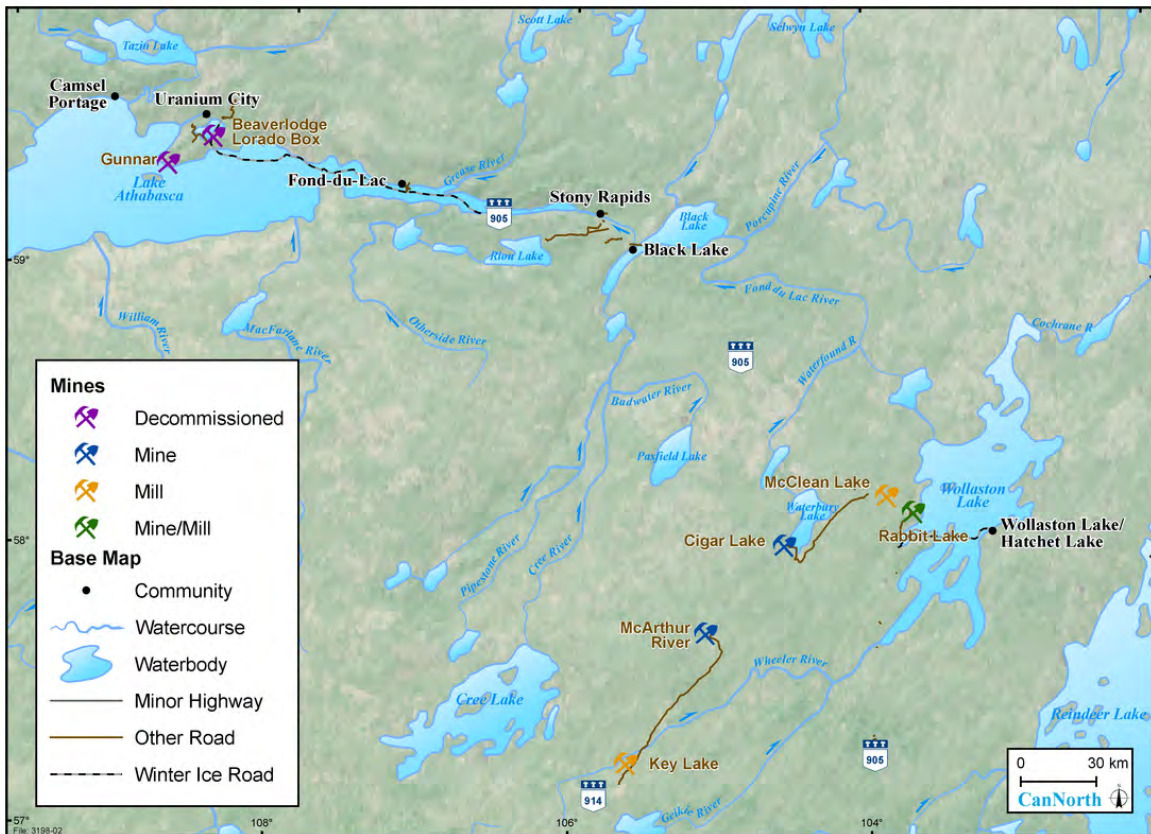 Scott Lake
Selwyn Lake
Tazin Lake
Camsel
Portage
Uranium City
Beaverlodge
Lorado Box
Gunnar
Lake
Athabasca
Fond-du-Lac
Grease River
905
Stony Rapids
Black
Lake
Porcupine River
Black Lake
Rion Lake
59°
Fond du Lac River
William River
MacFarlane River
Otherside River
Cochrane R
905
Waterfound R
Badwater River
Pasfield Lake
McClean Lake
Waterbury
Lake
Wollaston
Lake
Cigar Lake
Rabbit Lake
Wollaston Lake/
Hatchet Lake
58°
Pipestone River
Cree River
McArthur
River
Wheeler River
Cree Lake
Reindeer Lake
Key Lake
905
914
Geikie River
Mines
Decommissioned
Mine
Mill
Mine/Mill
Base Map
Community
Watercourse
Waterbody
Minor Highway
Other Road
Winter Ice Road
0 30 km
CanNorth
57°
File: 3198-02
108°
106°
104°